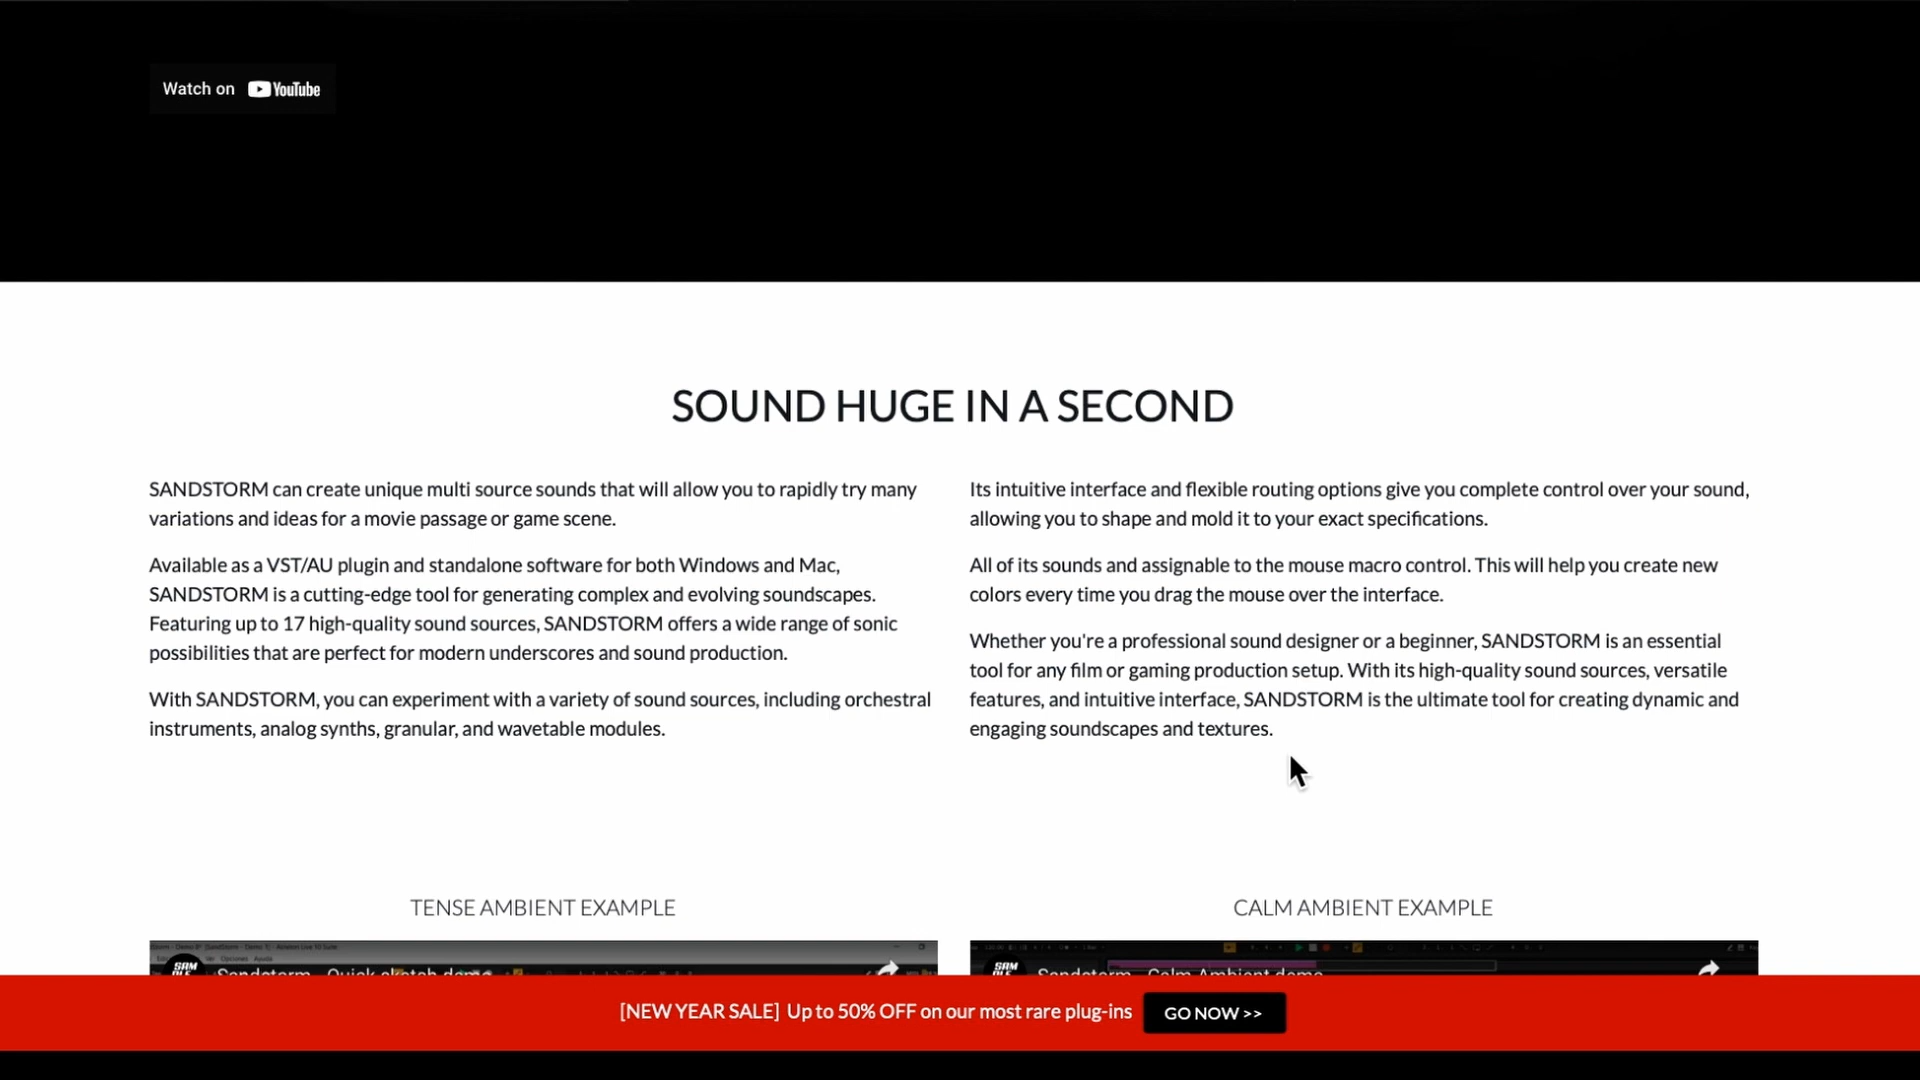 Watch on YouTube
SOUND HUGE IN A SECOND
SANDSTORM can create unique multi source sounds that will allow you to rapidly try many
variations and ideas for a movie passage or game scene.
Available as a VST/AU plugin and standalone software for both Windows and Mac,
SANDSTORM is a cutting-edge tool for generating complex and evolving soundscapes.
Featuring up to 17 high-quality sound sources, SANDSTORM offers a wide range of sonic
possibilities that are perfect for modern underscores and sound production.
With SANDSTORM, you can experiment with a variety of sound sources, including orchestral
instruments, analog synths, granular, and wavetable modules.
Its intuitive interface and flexible routing options give you complete control over your sound,
allowing you to shape and mold it to your exact specifications.
All of its sounds and assignable to the mouse macro control. This will help you create new
colors every time you drag the mouse over the interface.
Whether you're a professional sound designer or a beginner, SANDSTORM is an essential
tool for any film or gaming production setup. With its high-quality sound sources, versatile
features, and intuitive interface, SANDSTORM is the ultimate tool for creating dynamic and
engaging soundscapes and textures.
TENSE AMBIENT EXAMPLE
CALM AMBIENT EXAMPLE
Sandstorm - Quick sketch demo
Sandstorm - Calm Ambient demo
[NEW YEAR SALE] Up to 50% OFF on our most rare plug-ins
GO NOW >>